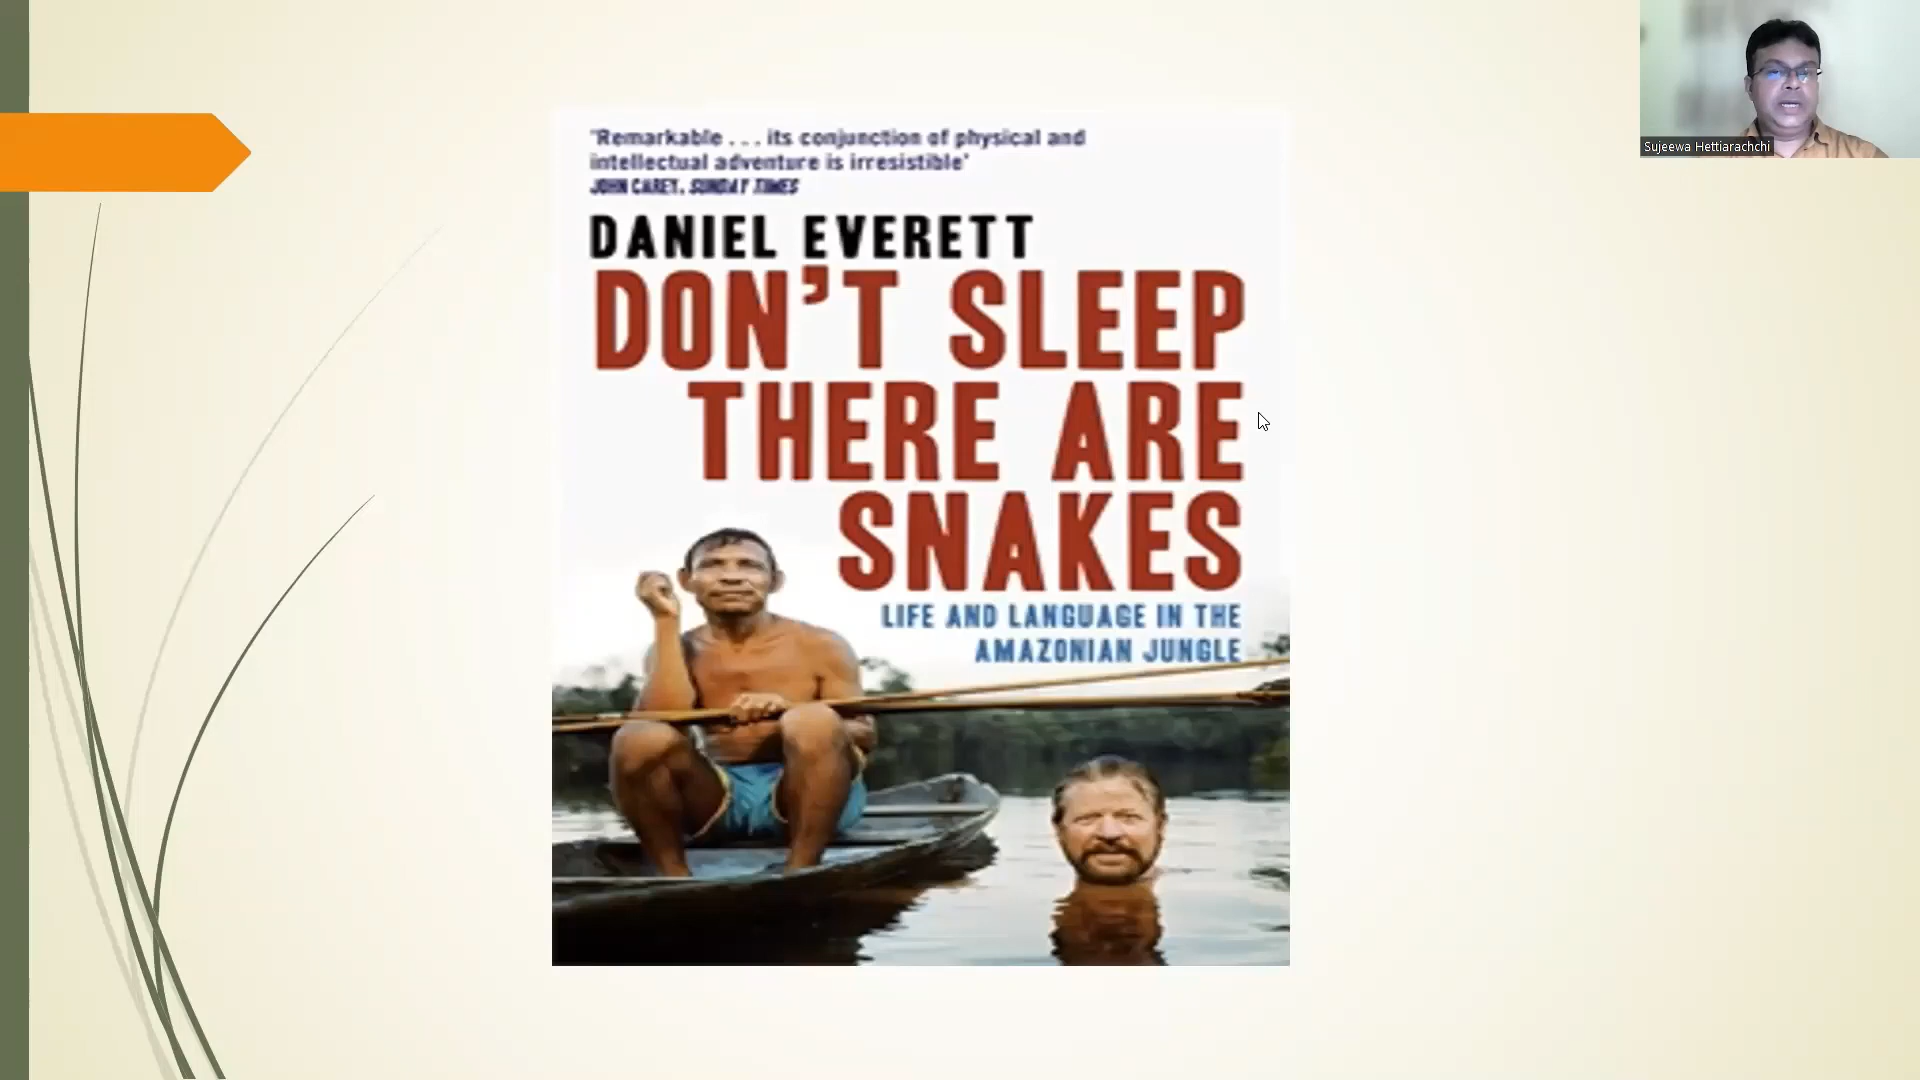 'Remarkable . . . its conjunction of physical and
intellectual adventure is irresistible'
JOHN CAREY, SUNDAY TIMES
DANIEL EVERETT
DON'T SLEEP
THERE ARE
SNAKES
LIFE AND LANGUAGE IN THE
AMAZONIAN JUNGLE
Sujeewa Hettiarachchi